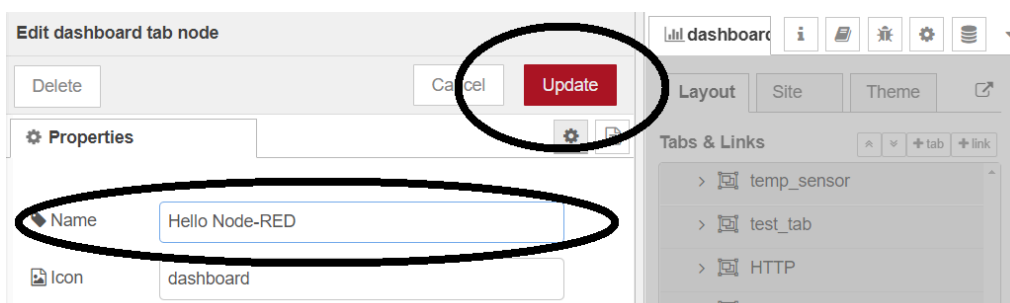 Edit dashboard tab node
Delete
Cancel
Update
Properties
Name
Hello Node-RED
Icon
dashboard
dashboard
i
Layout
Site
Theme
Tabs & Links
+tab
+link
temp_sensor
test_tab
HTTP